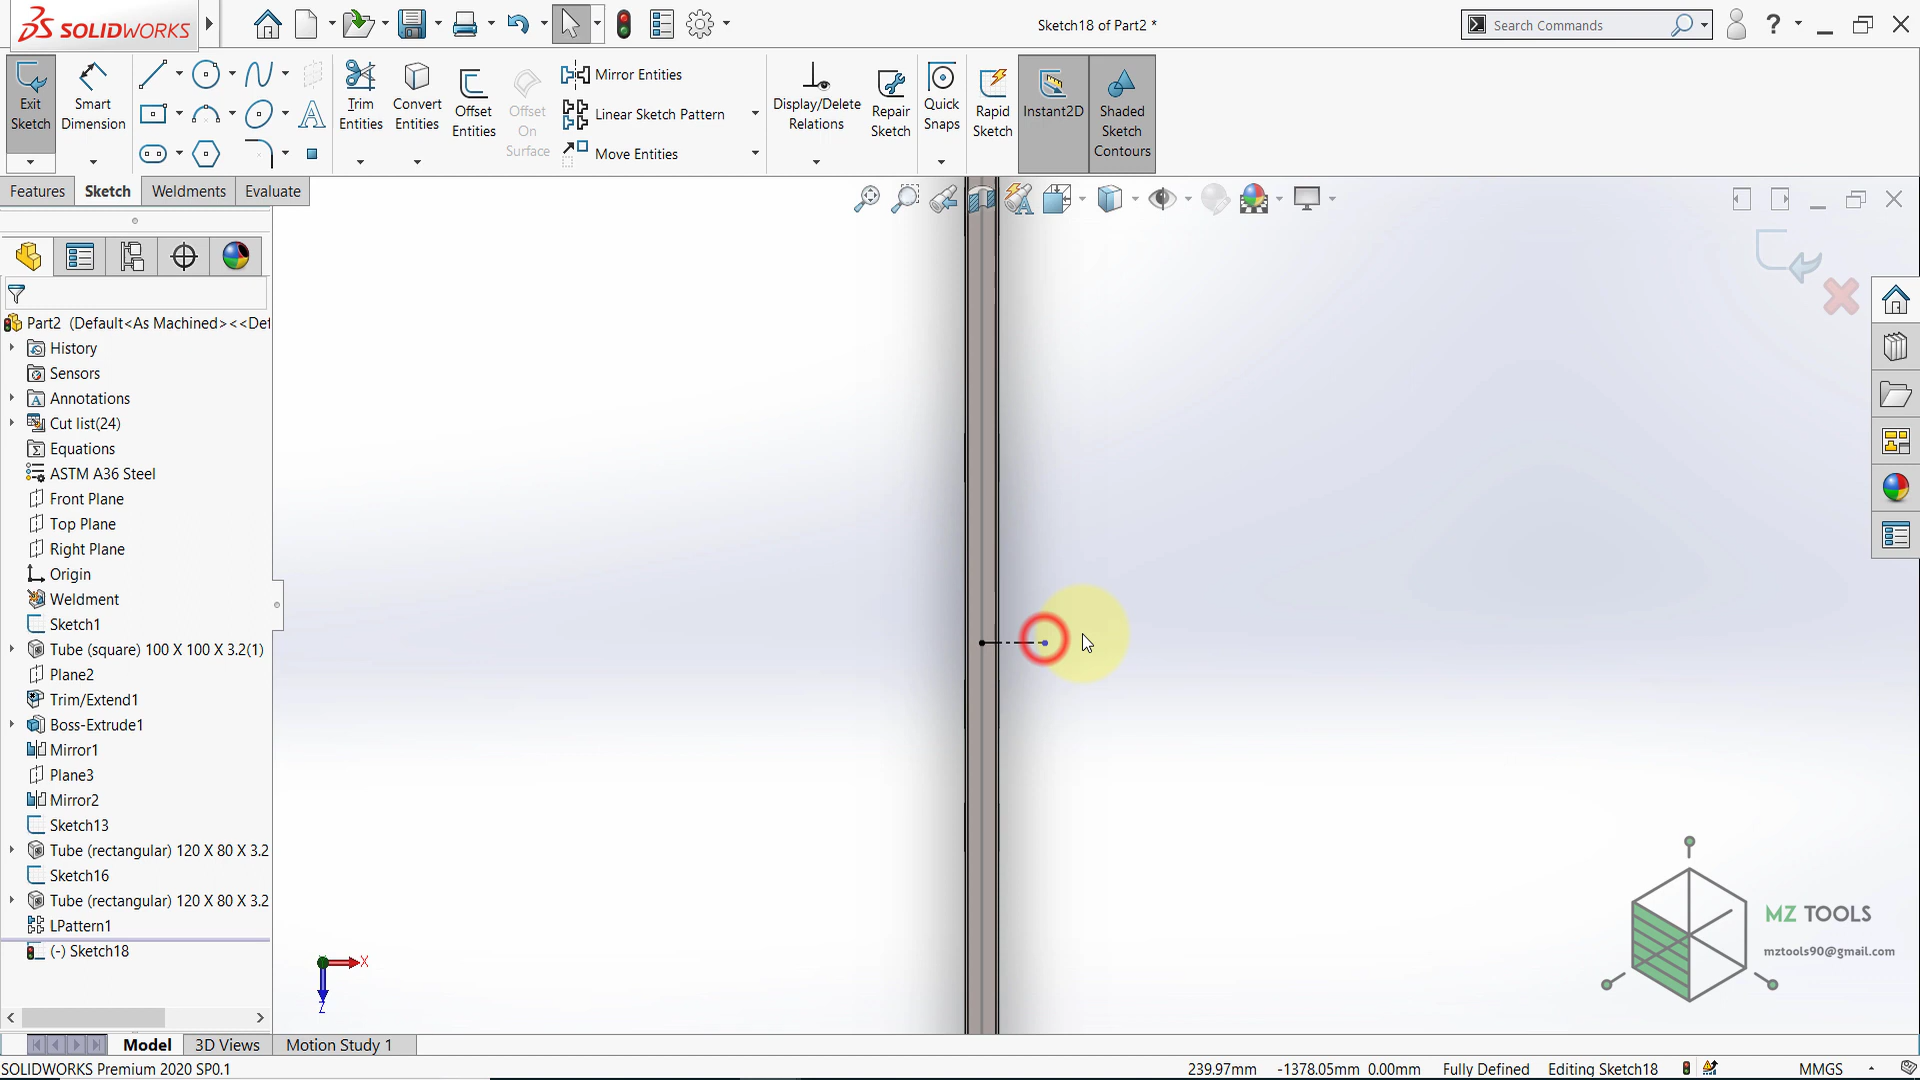 SOLIDWORKS
Sketch18 of Part2 *
Search Commands
Exit Sketch
Smart Dimension
Trim Entities
Convert Entities
Offset Entities
Offset On Surface
Mirror Entities
Linear Sketch Pattern
Move Entities
Display/Delete Relations
Repair Sketch
Quick Snaps
Rapid Sketch
Instant2D
Shaded Sketch Contours
Features
Sketch
Weldments
Evaluate
Part2 (Default<As Machined><<Def
History
Sensors
Annotations
Cut list(24)
Equations
ASTM A36 Steel
Front Plane
Top Plane
Right Plane
Origin
Weldment
Sketch1
Tube (square) 100 X 100 X 3.2(1)
Plane2
Trim/Extend1
Boss-Extrude1
Mirror1
Plane3
Mirror2
Sketch13
Tube (rectangular) 120 X 80 X 3.2
Sketch16
Tube (rectangular) 120 X 80 X 3.2
LPattern1
(-) Sketch18
X
Z
MZ TOOLS
mztools90@gmail.com
Model
3D Views
Motion Study 1
SOLIDWORKS Premium 2020 SP0.1
239.97mm
-1378.05mm
0.00mm
Fully Defined
Editing Sketch18
MMGS